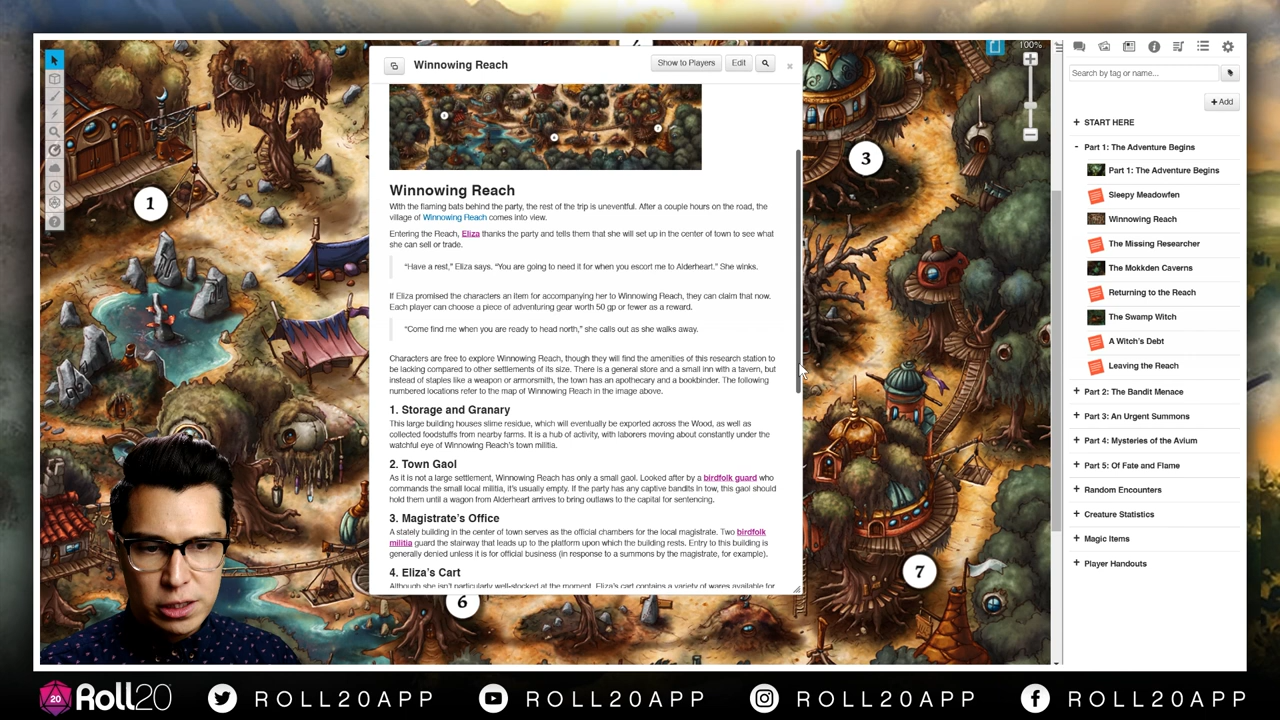 Winnowing Reach
Show to Players
Edit
Winnowing Reach
With the flaming bats behind the party, the rest of the trip is uneventful. After a couple hours on the road, the
village of Winnowing Reach comes into view.
Entering the Reach, Eliza thanks the party and tells them that she will set up in the center of town to see what
she can sell or trade.
“Have a rest,” Eliza says. “You are going to need it for when you escort me to Alderheart.” She winks.
If Eliza promised the characters an item for accompanying her to Winnowing Reach, they can claim that now.
Each player can choose a piece of adventuring gear worth 50 gp or fewer as a reward.
“Come find me when you are ready to head north,” she calls out as she walks away.
Characters are free to explore Winnowing Reach, though they will find the amenities of this research station to
be lacking compared to other settlements of its size. There is a general store and a small inn with a tavern, but
instead of staples like a weapon or armorsmith, the town has an apothecary and a bookbinder. The following
numbered locations refer to the map of Winnowing Reach in the image above.
1. Storage and Granary
This large building houses slime residue, which will eventually be exported across the Wood, as well as
collected foodstuffs from nearby farms. It is a hub of activity, with laborers moving about constantly under the
watchful eye of Winnowing Reach’s town militia.
2. Town Gaol
As it is not a large settlement, Winnowing Reach has only a small gaol. Looked after by a birdfolk guard who
commands the small local militia, it’s usually empty. If the party has any captive bandits in tow, this gaol should
hold them until a wagon from Alderheart arrives to bring outlaws to the capital for sentencing.
3. Magistrate’s Office
A stately building in the center of town serves as the official chambers for the local magistrate. Two birdfolk
militia guard the stairway that leads up to the platform upon which the building rests. Entry to this building is
generally denied unless it is for official business (in response to a summons by the magistrate, for example).
4. Eliza’s Cart
Although she isn’t particularly well-stocked at the moment, Eliza’s cart contains a variety of wares available for
1
3
6
7
100%
Search by tag or name...
+ Add
+ START HERE
- Part 1: The Adventure Begins
Part 1: The Adventure Begins
Sleepy Meadowfen
Winnowing Reach
The Missing Researcher
The Mokkden Caverns
Returning to the Reach
The Swamp Witch
A Witch’s Debt
Leaving the Reach
+ Part 2: The Bandit Menace
+ Part 3: An Urgent Summons
+ Part 4: Mysteries of the Avium
+ Part 5: Of Fate and Flame
+ Random Encounters
+ Creature Statistics
+ Magic Items
+ Player Handouts
20 Roll20 ROLL20APP ROLL20APP ROLL20APP ROLL20APP